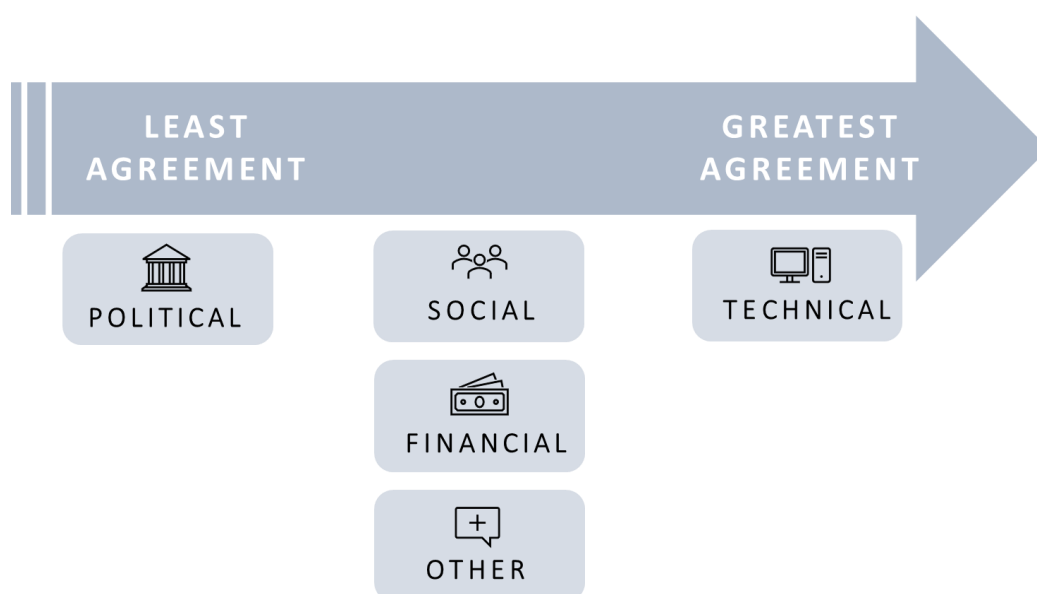 LEAST
AGREEMENT
GREATEST
AGREEMENT
POLITICAL
SOCIAL
TECHNICAL
FINANCIAL
OTHER